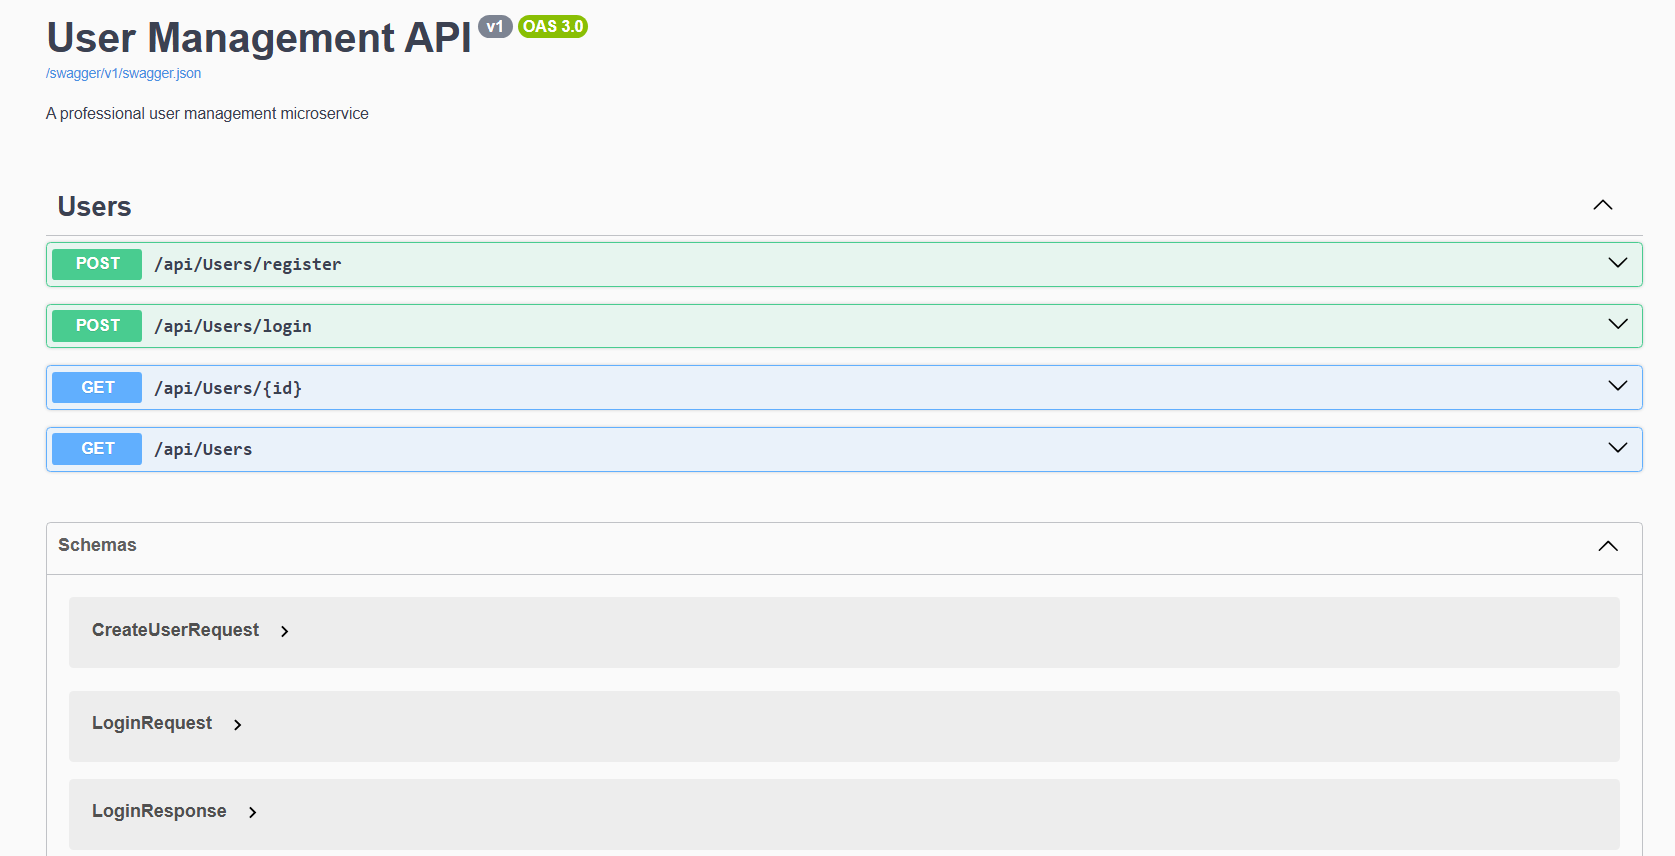 User Management API v1 OAS 3.0
/swagger/v1/swagger.json
A professional user management microservice
Users
POST /api/Users/register
POST /api/Users/login
GET /api/Users/{id}
GET /api/Users
Schemas
CreateUserRequest
LoginRequest
LoginResponse